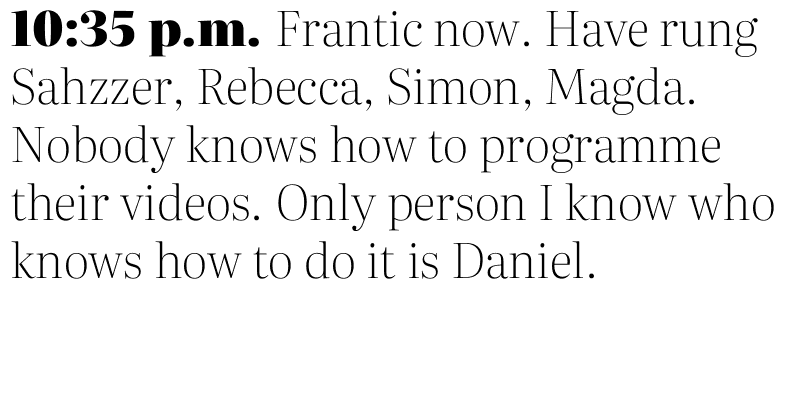 10:35 p.m. Frantic now. Have rung
Sahzzer, Rebecca, Simon, Magda.
Nobody knows how to programme
their videos. Only person I know who
knows how to do it is Daniel.